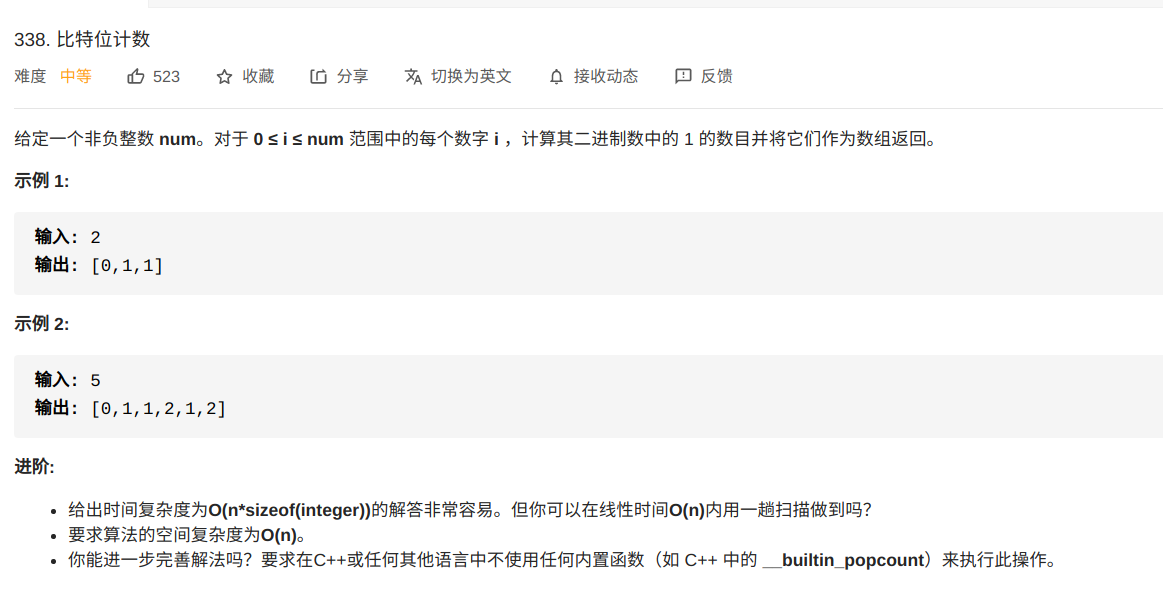 338. 比特位计数
难度 中等 523 收藏 分享 切换为英文 接收动态 反馈
给定一个非负整数 num。对于 0 ≤ i ≤ num 范围中的每个数字 i ，计算其二进制数中的 1 的数目并将它们作为数组返回。
示例 1:
输入: 2
输出: [0,1,1]
示例 2:
输入: 5
输出: [0,1,1,2,1,2]
进阶:
• 给出时间复杂度为O(n*sizeof(integer))的解答非常容易。但你可以在线性时间O(n)内用一趟扫描做到吗？
• 要求算法的空间复杂度为O(n)。
• 你能进一步完善解法吗？要求在C++或任何其他语言中不使用任何内置函数（如 C++ 中的 __builtin_popcount）来执行此操作。